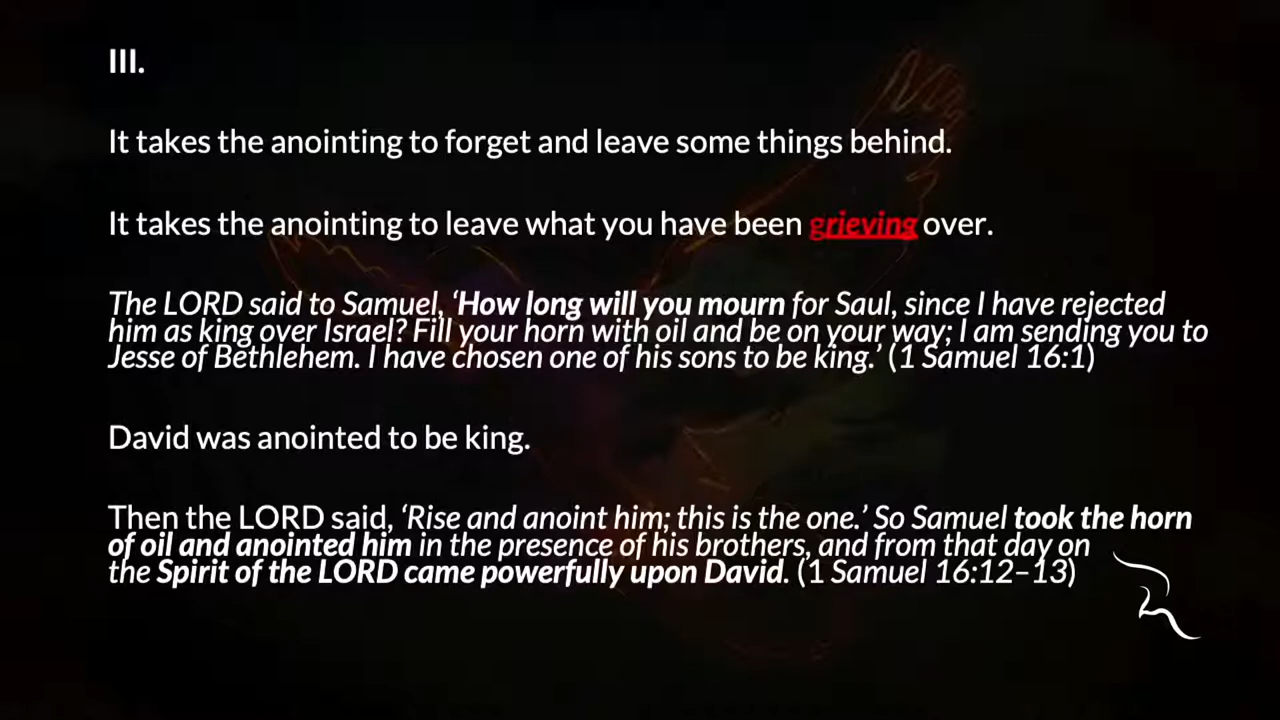 III.
It takes the anointing to forget and leave some things behind.
It takes the anointing to leave what you have been grieving over.
The LORD said to Samuel, ‘How long will you mourn for Saul, since I have rejected
him as king over Israel? Fill your horn with oil and be on your way; I am sending you to
Jesse of Bethlehem. I have chosen one of his sons to be king.’ (1 Samuel 16:1)
David was anointed to be king.
Then the LORD said, ‘Rise and anoint him; this is the one.’ So Samuel took the horn
of oil and anointed him in the presence of his brothers, and from that day on
the Spirit of the LORD came powerfully upon David. (1 Samuel 16:12–13)